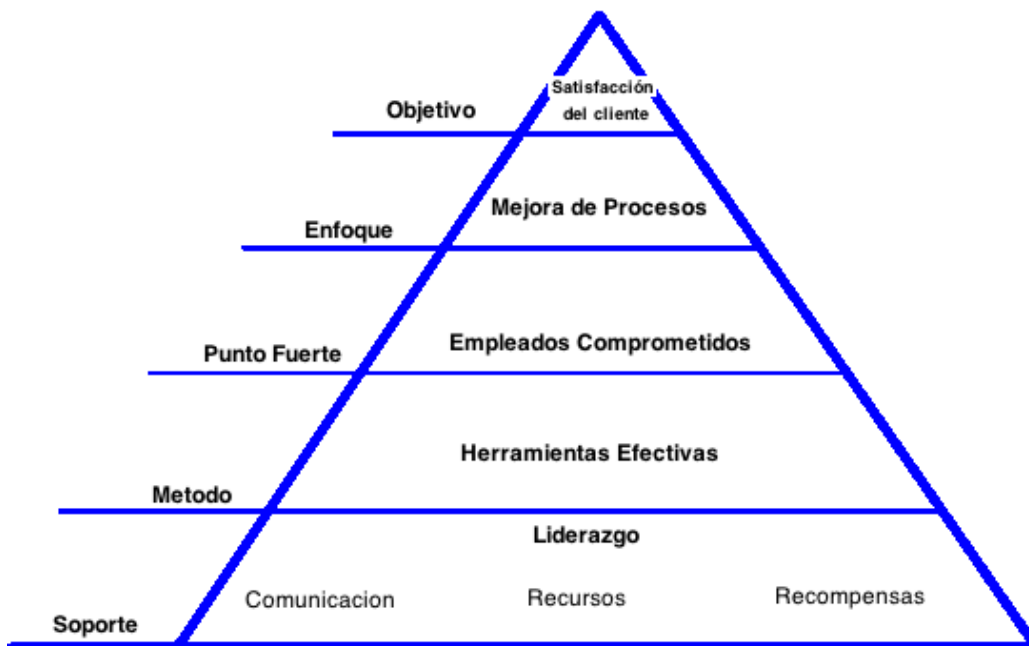 Satisfacción
del cliente
Objetivo
Mejora de Procesos
Enfoque
Empleados Comprometidos
Punto Fuerte
Herramientas Efectivas
Metodo
Liderazgo
Comunicacion Recursos Recompensas
Soporte